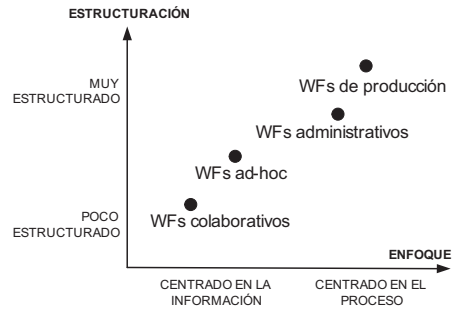 ESTRUCTURACIÓN
MUY
ESTRUCTURADO
WFs de producción
WFs administrativos
WFs ad-hoc
POCO
ESTRUCTURADO
WFs colaborativos
ENFOQUE
CENTRADO EN LA
INFORMACIÓN
CENTRADO EN EL
PROCESO